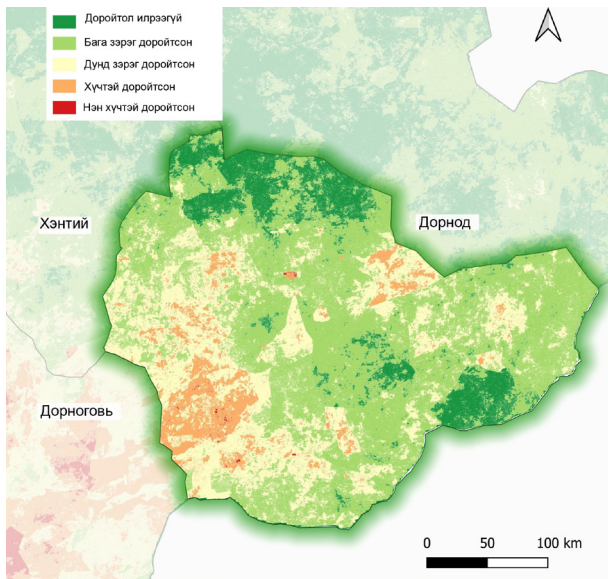 Доройтол илрээгүй
Бага зэрэг доройтсон
Дунд зэрэг доройтсон
Хүчтэй доройтсон
Нэн хүчтэй доройтсон
Хэнтий
Дорнод
Дорноговь
0 50 100 km